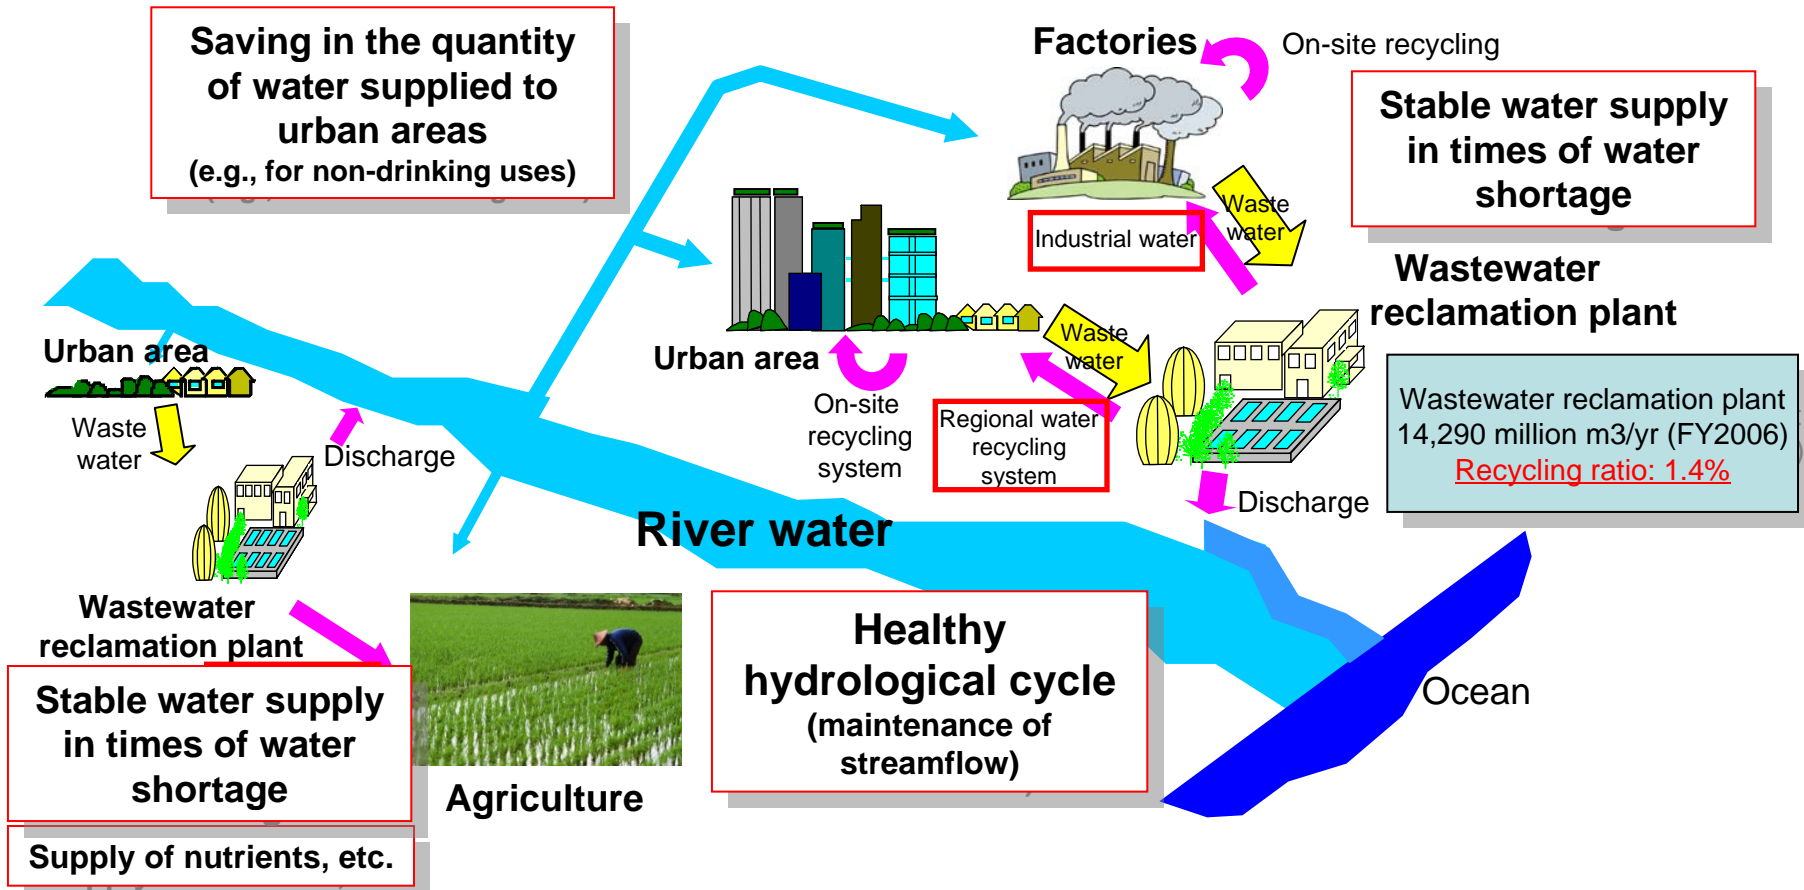 Saving in the quantity
of water supplied to
urban areas
(e.g., for non-drinking uses)
Factories
On-site recycling
Stable water supply
in times of water
shortage
Waste
water
Industrial water
Wastewater
reclamation plant
Urban area
Waste
water
Urban area
On-site
recycling
system
Regional water
recycling
system
Wastewater reclamation plant
14,290 million m3/yr (FY2006)
Recycling ratio: 1.4%
Waste
water
Discharge
Discharge
River water
Wastewater
reclamation plant
Stable water supply
in times of water
shortage
Supply of nutrients, etc.
Agriculture
Healthy
hydrological cycle
(maintenance of
streamflow)
Ocean